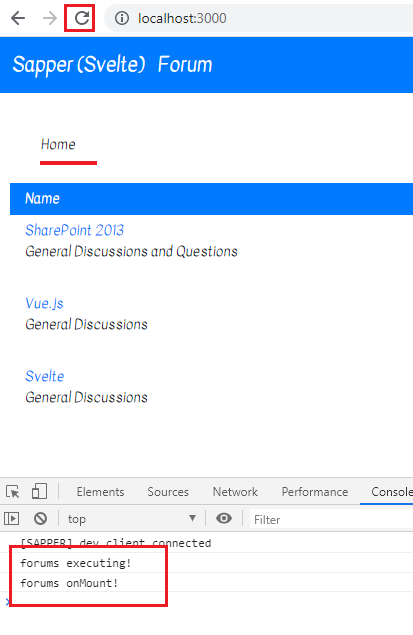 localhost:3000
Sapper (Svelte) Forum
Home
Name
SharePoint 2013
General Discussions and Questions
Vue.Js
General Discussions
Svelte
General Discussions
Elements Sources Network Performance Console
top Filter
[SAPPER] dev client connected
forums executing!
forums onMount!